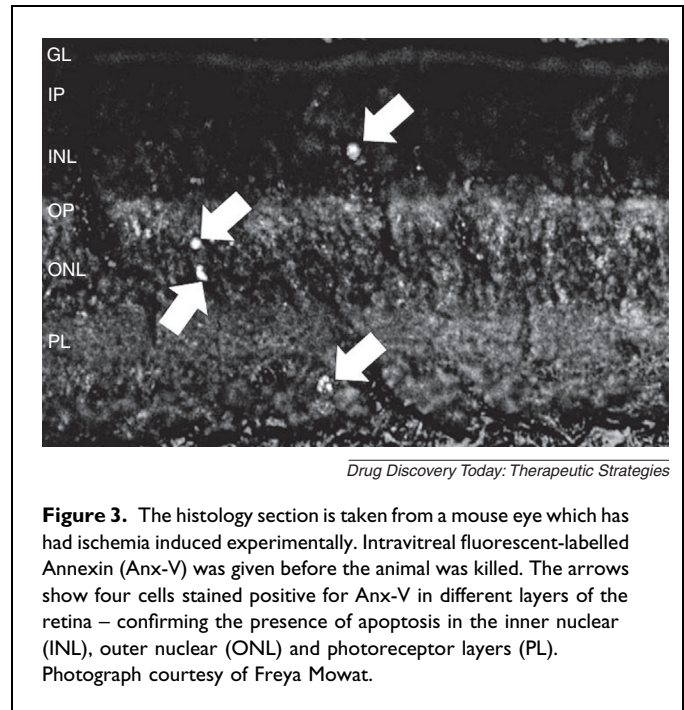 GL
IP
INL
OP
ONL
PL
Drug Discovery Today: Therapeutic Strategies
Figure 3. The histology section is taken from a mouse eye which has
had ischemia induced experimentally. Intravitreal fluorescent-labelled
Annexin (Anx-V) was given before the animal was killed. The arrows
show four cells stained positive for Anx-V in different layers of the
retina – confirming the presence of apoptosis in the inner nuclear
(INL), outer nuclear (ONL) and photoreceptor layers (PL).
Photograph courtesy of Freya Mowat.